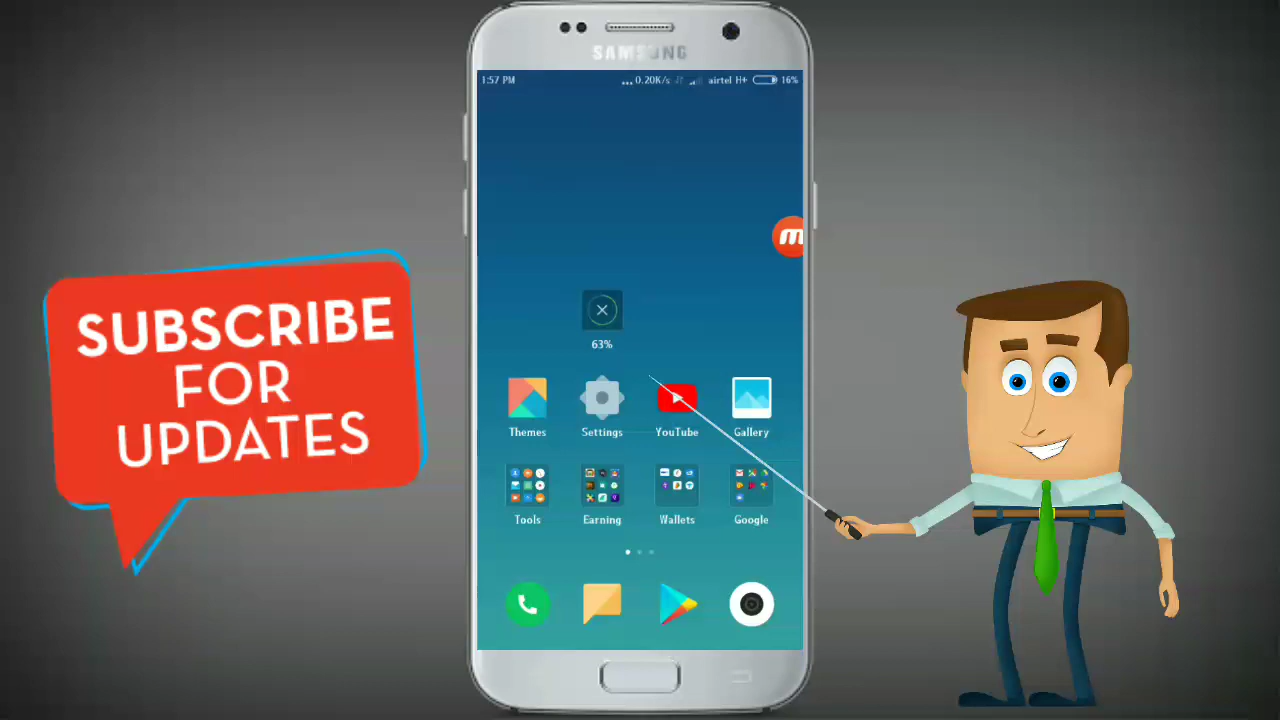 SAMSUNG
1:57 PM
...0.20K/s airtel H+ 16%
63%
Themes Settings YouTube Gallery
Tools Earning Wallets Google
SUBSCRIBE
FOR
UPDATES